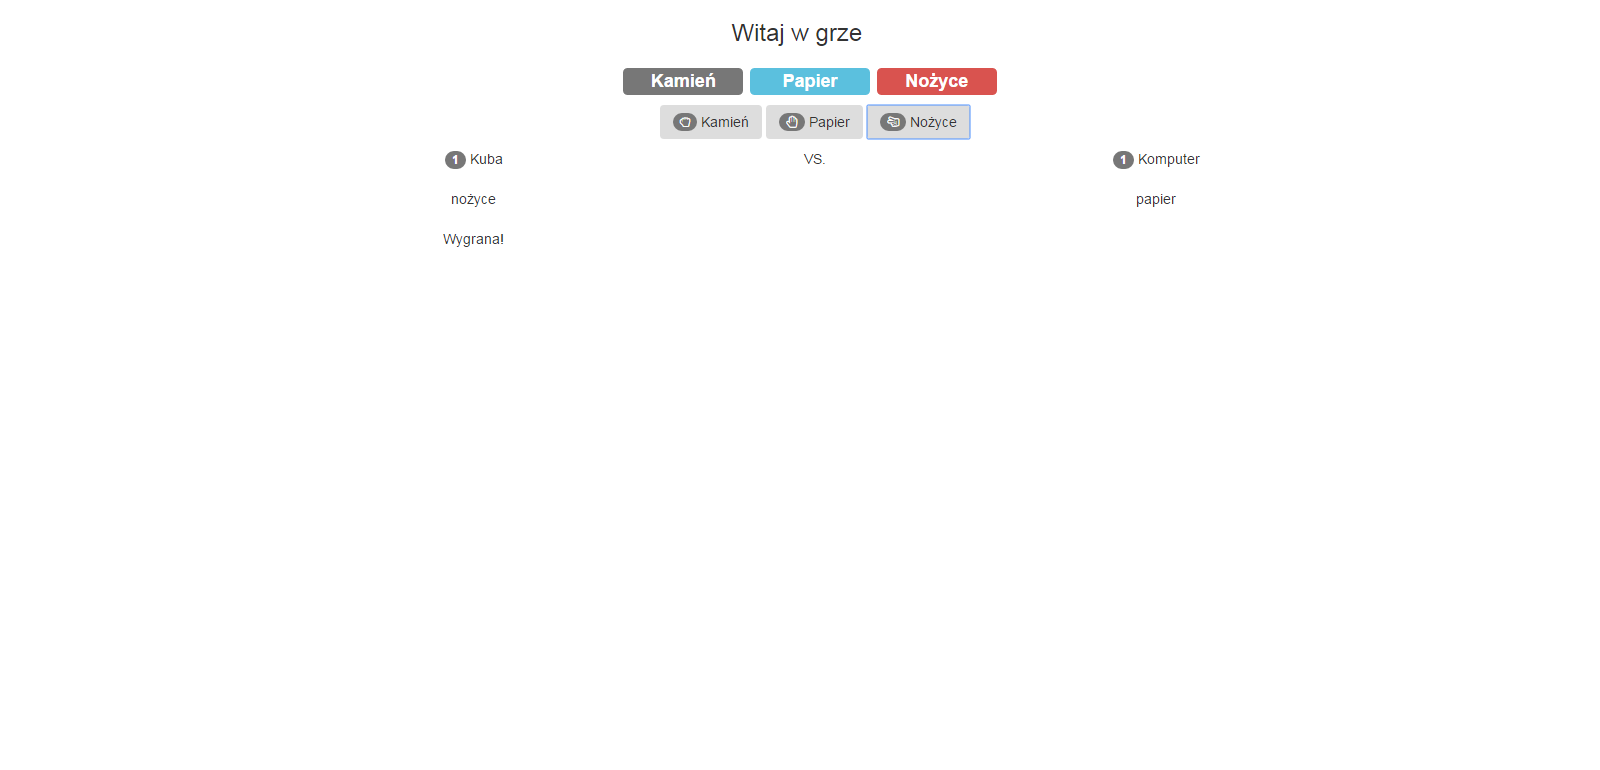 Witaj w grze
Kamień Papier Nożyce
Kamień Papier Nożyce
1 Kuba VS. 1 Komputer
nożyce papier
Wygrana!